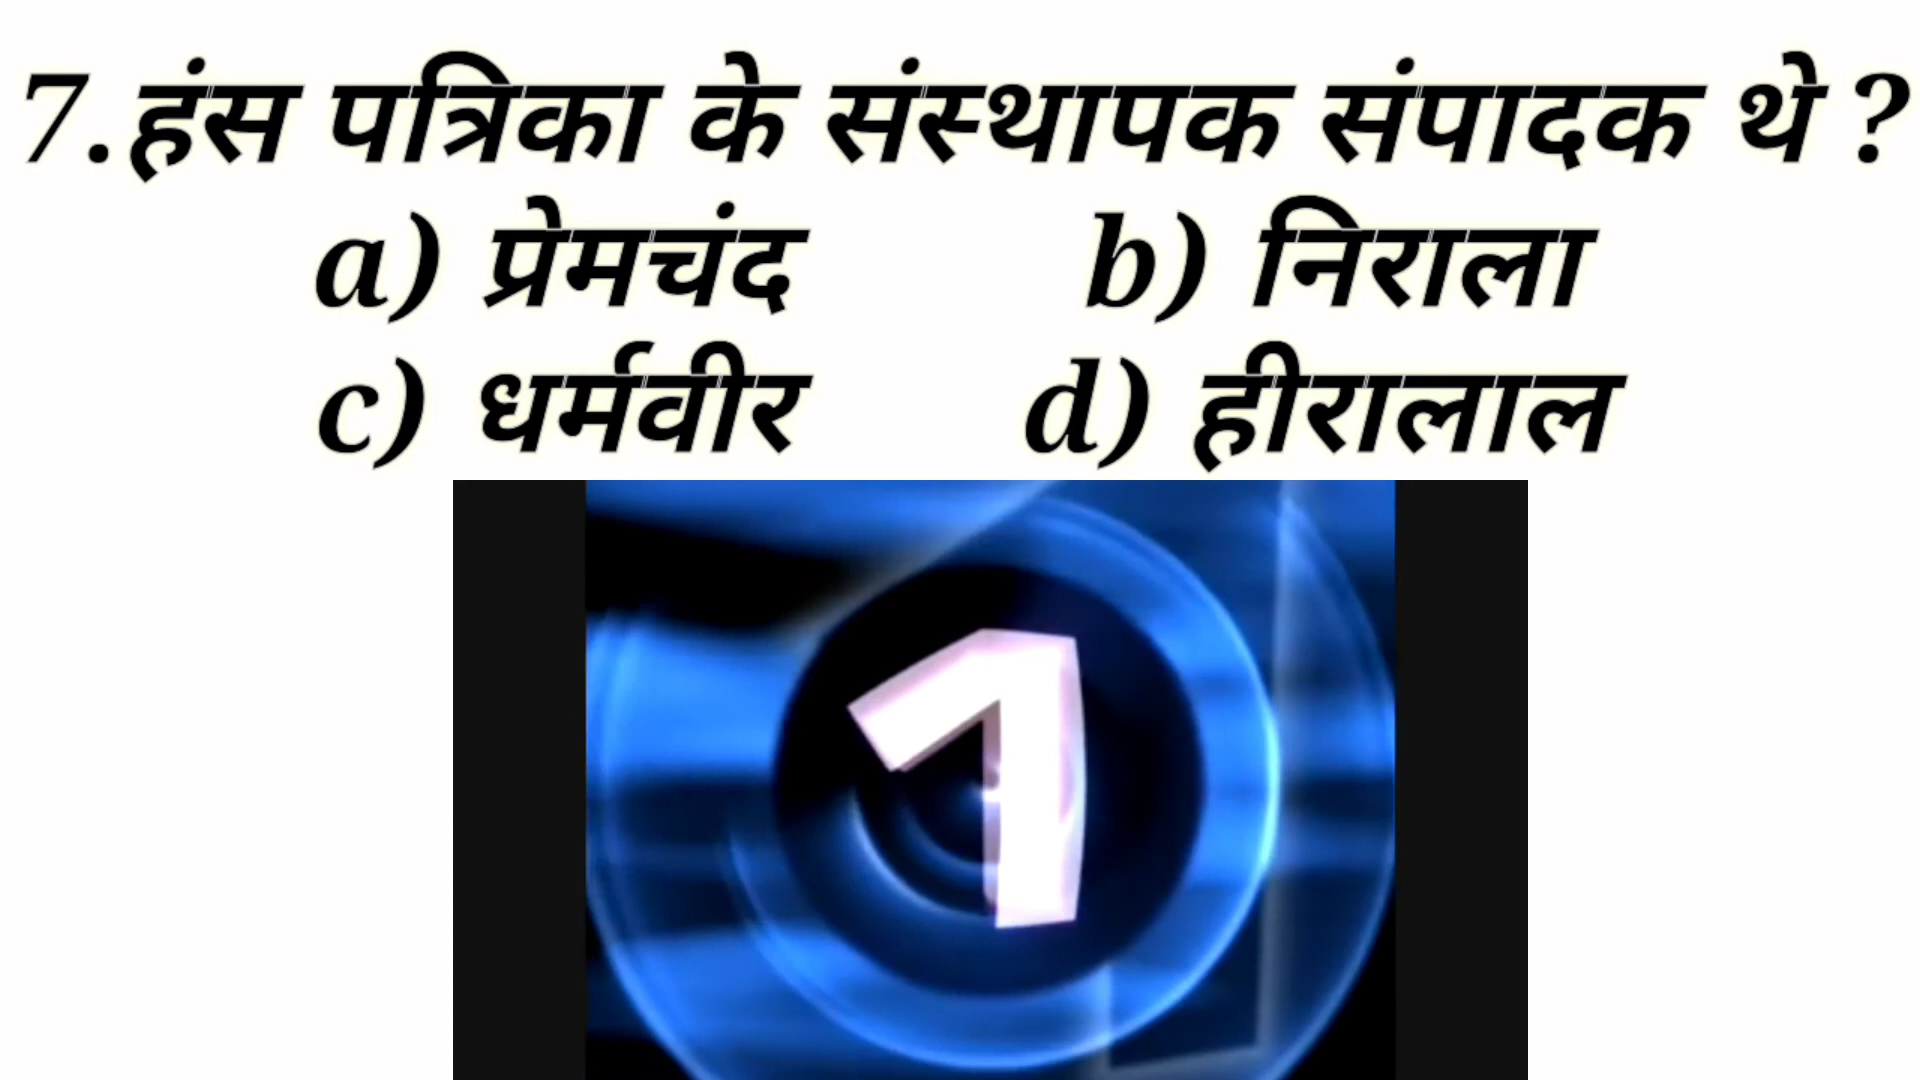 7.हंस पत्रिका के संस्थापक संपादक थे ?
a) प्रेमचंद b) निराला
c) धर्मवीर d) हीरालाल
1